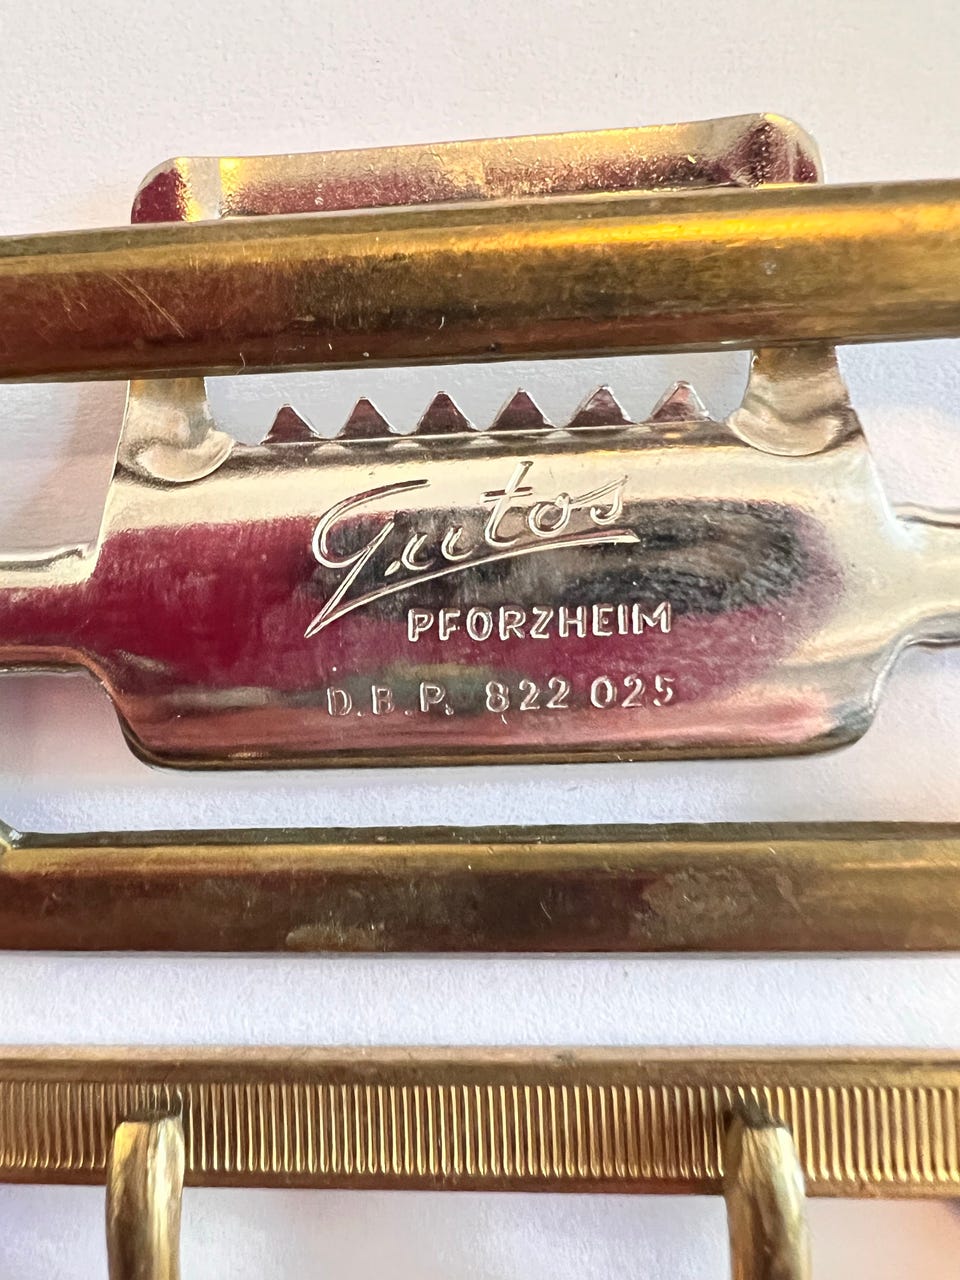 Gutos
PFORZHEIM
D.B.P. 822 025